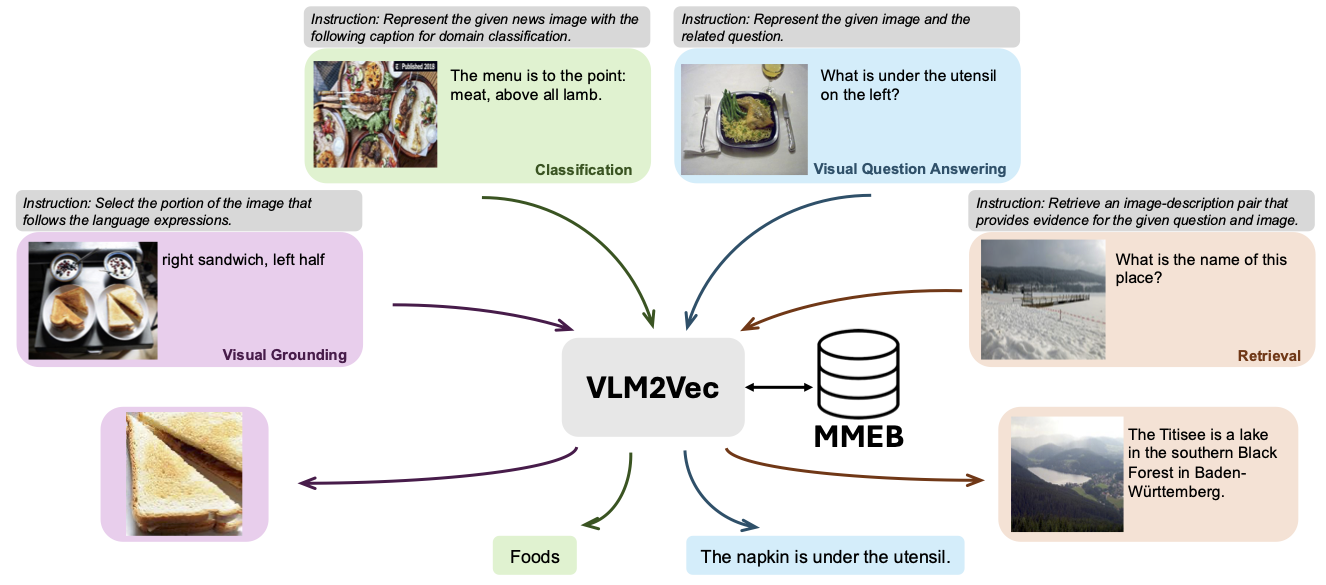 Instruction: Represent the given news image with the
following caption for domain classification.
E Published 2019
The menu is to the point:
meat, above all lamb.
Classification
Instruction: Represent the given image and the
related question.
What is under the utensil
on the left?
Visual Question Answering
Instruction: Select the portion of the image that
follows the language expressions.
right sandwich, left half
Visual Grounding
Instruction: Retrieve an image-description pair that
provides evidence for the given question and image.
What is the name of this
place?
Retrieval
VLM2Vec
MMEB
The Titisee is a lake
in the southern Black
Forest in Baden-
Württemberg.
Foods
The napkin is under the utensil.